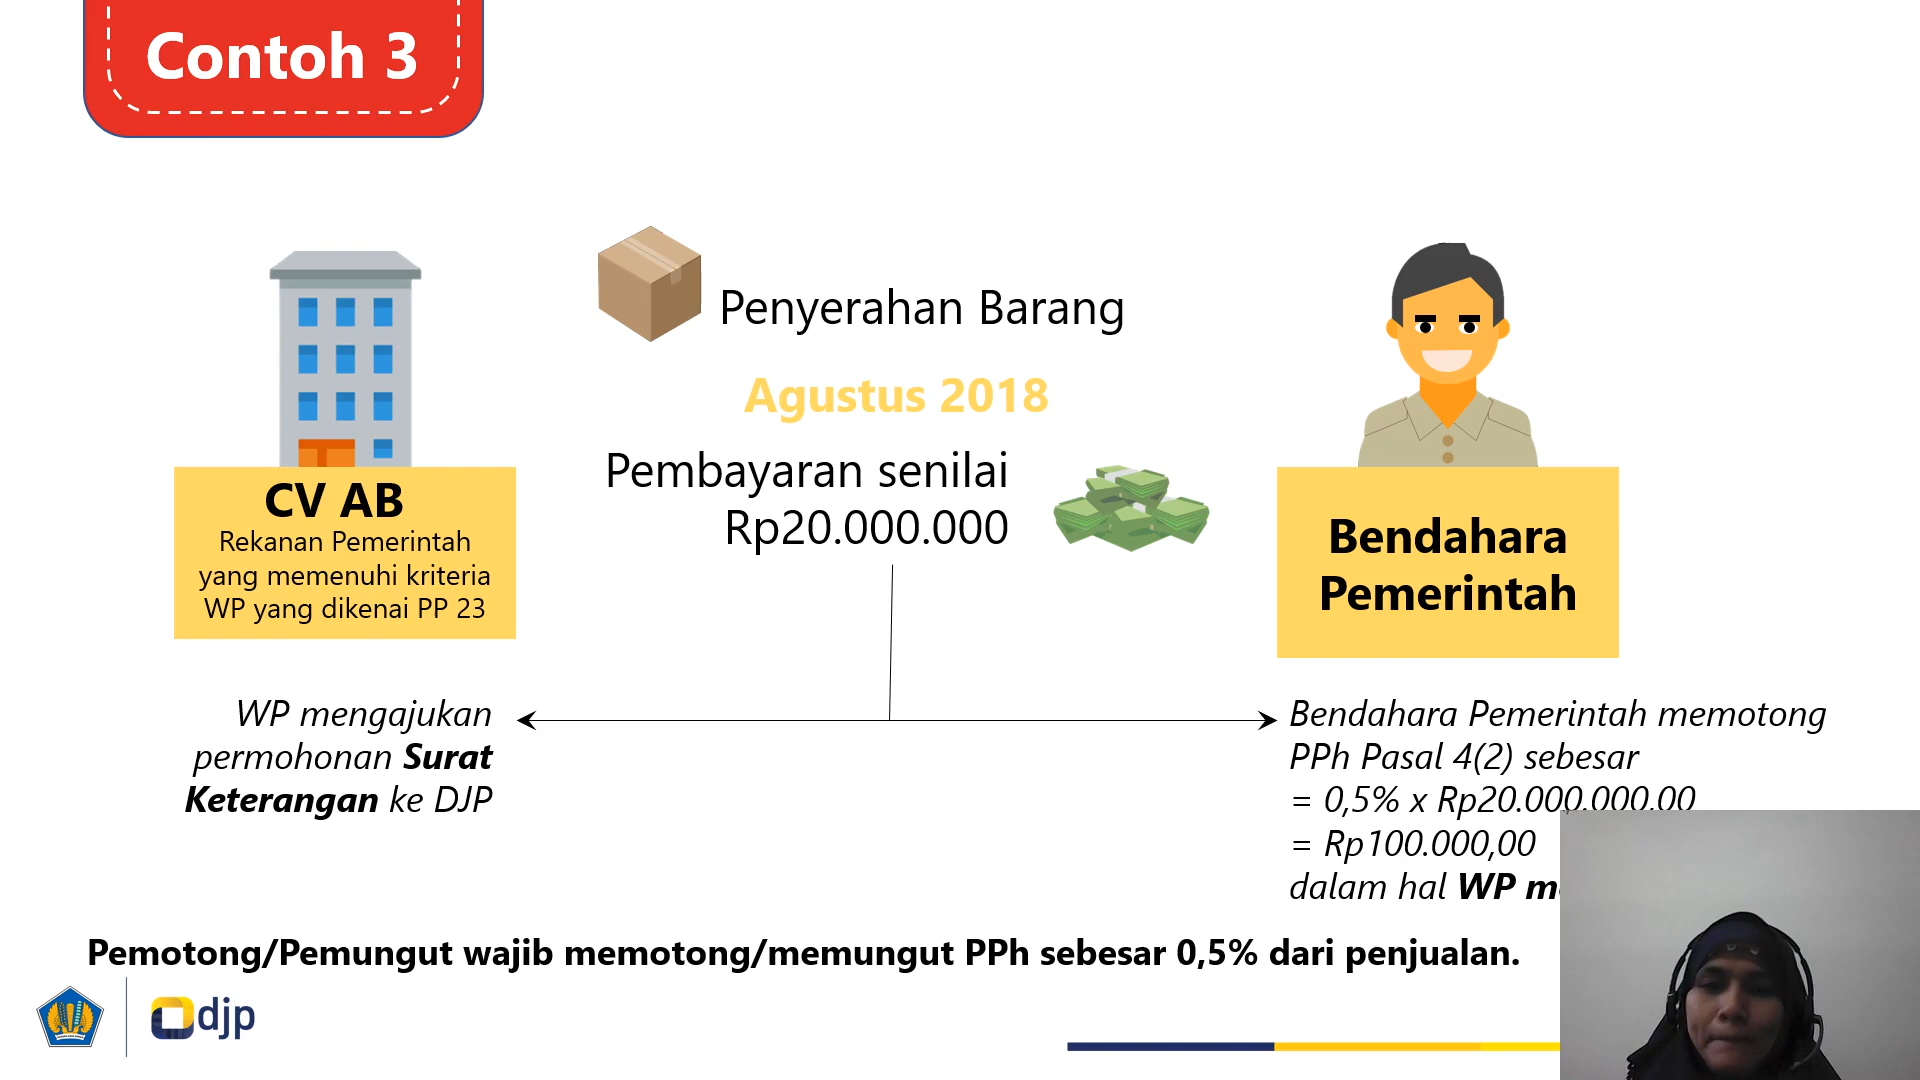 Contoh 3
Penyerahan Barang
Agustus 2018
Pembayaran senilai
Rp20.000.000
CV AB
Rekanan Pemerintah
yang memenuhi kriteria
WP yang dikenai PP 23
Bendahara
Pemerintah
WP mengajukan
permohonan Surat
Keterangan ke DJP
Bendahara Pemerintah memotong
PPh Pasal 4(2) sebesar
= 0,5% x Rp20.000.000,00
= Rp100.000,00
dalam hal WP
Pemotong/Pemungut wajib memotong/memungut PPh sebesar 0,5% dari penjualan.
djp